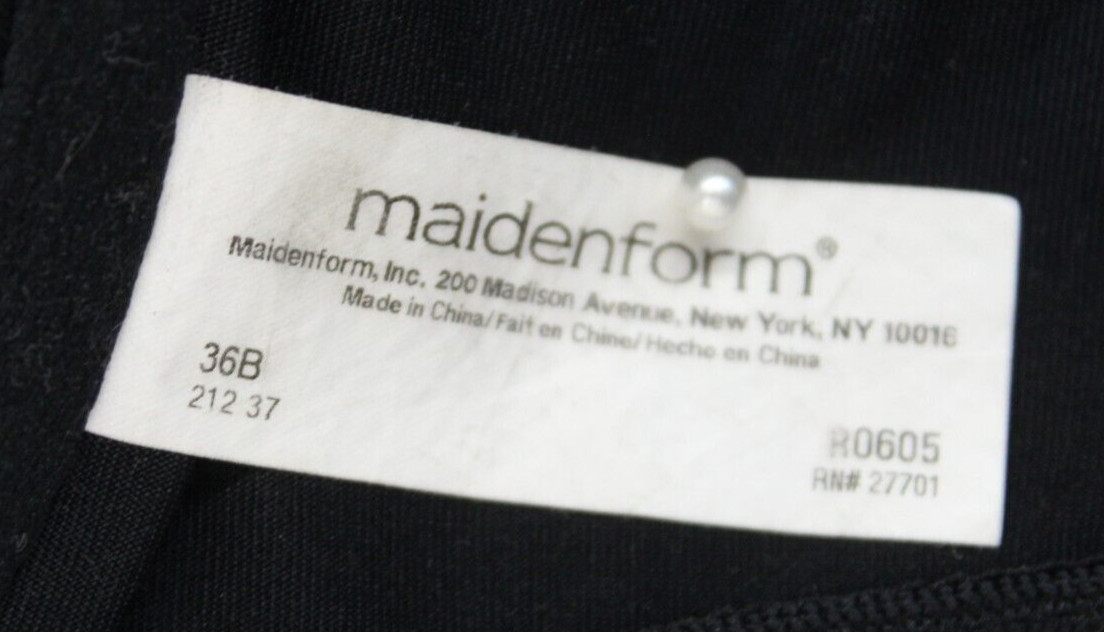 maidenform®
Maidenform, Inc. 200 Madison Avenue, New York, NY 10016
Made in China/Fait en Chine/Hecho en China
36B
212 37
R0605
RN# 27701